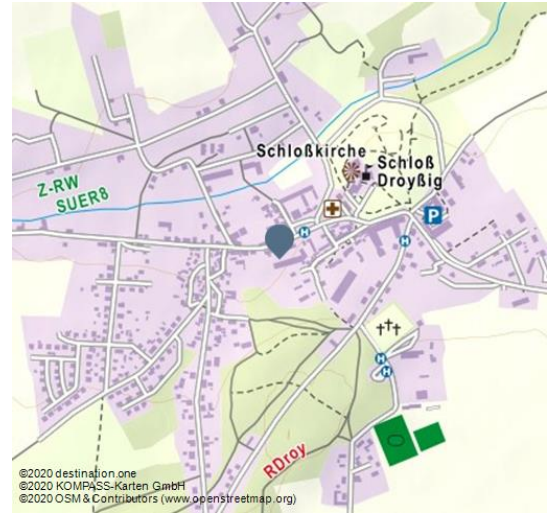 Schloßkirche
Schloß
Droyßig
Z-RW
SUER8
H
P
H
H
H
RDroy
©2020 destination.one
©2020 KOMPASS-Karten GmbH
©2020 OSM & Contributors (www.openstreetmap.org)